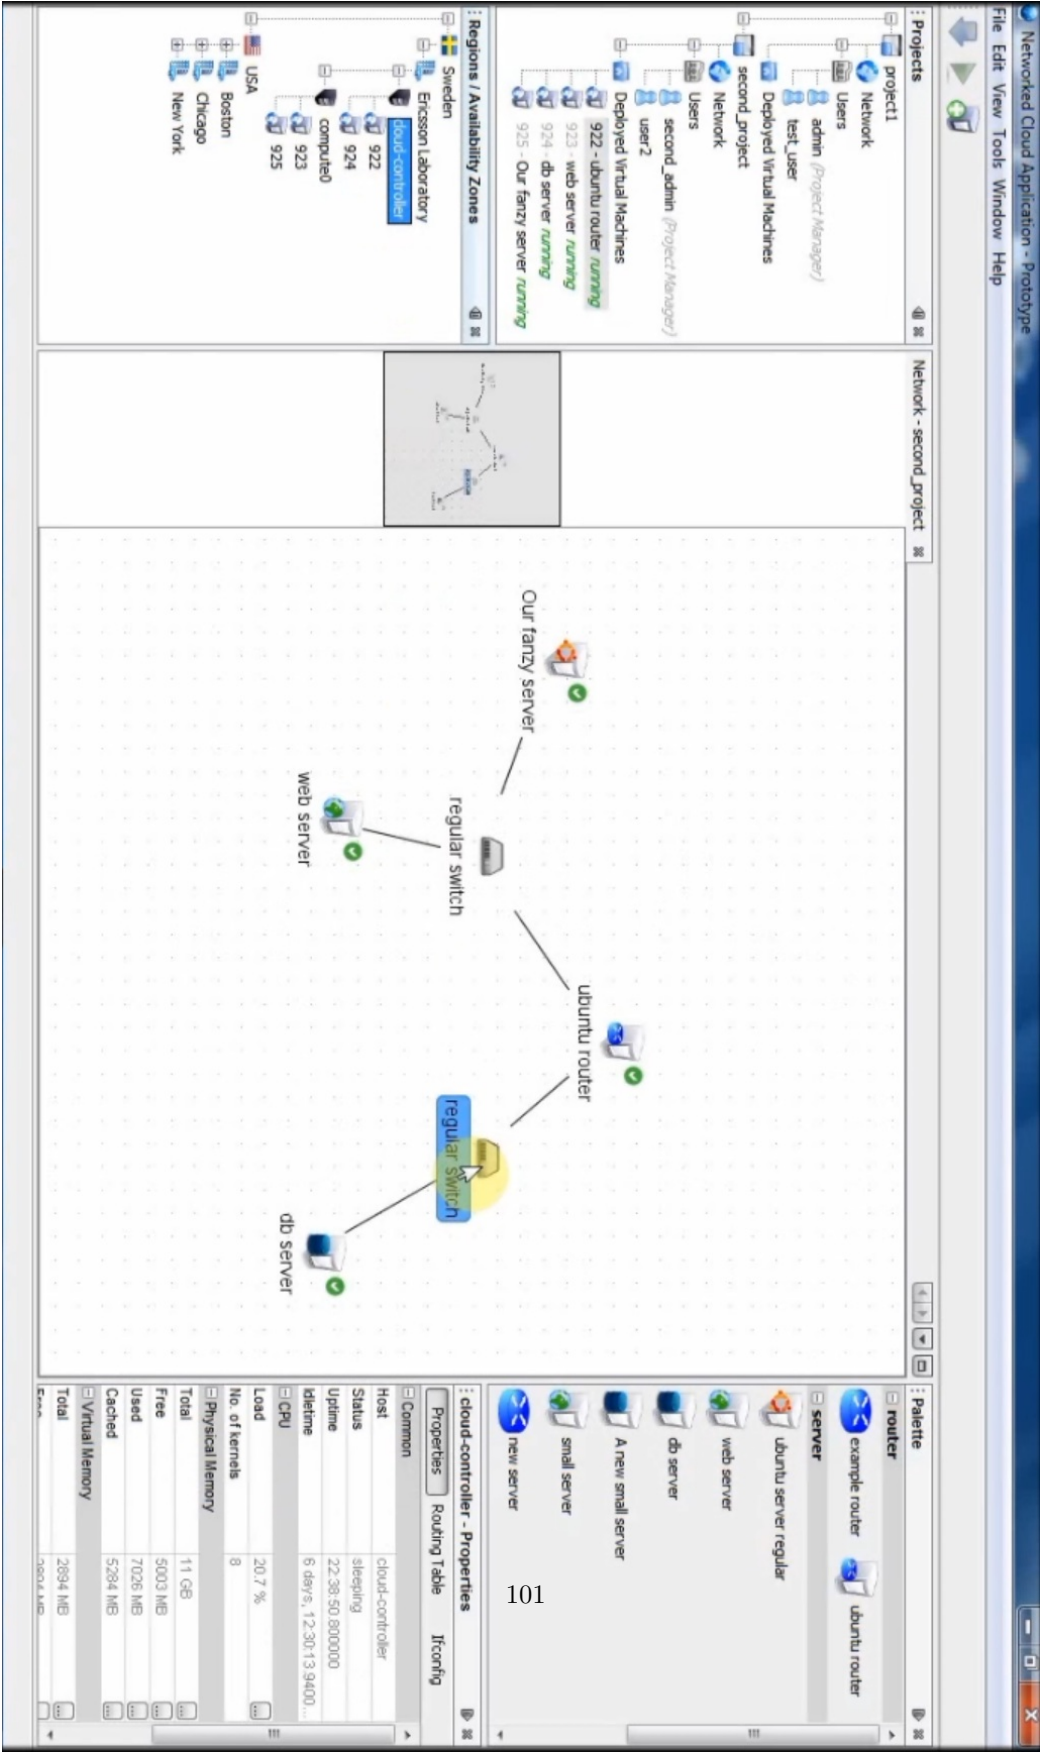 Networked Cloud Application - Prototype
File Edit View Tools Window Help
Projects
project1
Network
Users
admin (Project Manager)
test_user
Deployed Virtual Machines
second_project
Network
Users
second_admin (Project Manager)
user2
Deployed Virtual Machines
922 - ubuntu router running
923 - web server running
924 - db server running
925 - Our fanzy server running
Regions / Availability Zones
Sweden
Ericsson Laboratory
cloud-controller
922
924
compute0
923
925
USA
Boston
Chicago
New York
Network - second_project
Our fanzy server
regular switch
web server
ubuntu router
regular switch
db server
Palette
router
example router
ubuntu router
server
ubuntu server regular
web server
db server
A new small server
small server
new server
cloud-controller - Properties
Properties Routing Table Ifconfig
Common
Host cloud-controller
Status sleeping
Uptime 22:38:50.800000
Idletime 6 days, 12:30:13.9400...
CPU
Load 20.7 % ...
No. of kernels 8
Physical Memory
Total 11 GB ...
Free 5003 MB ...
Used 7026 MB ...
Cached 5284 MB ...
Virtual Memory
Total 2894 MB ...
101